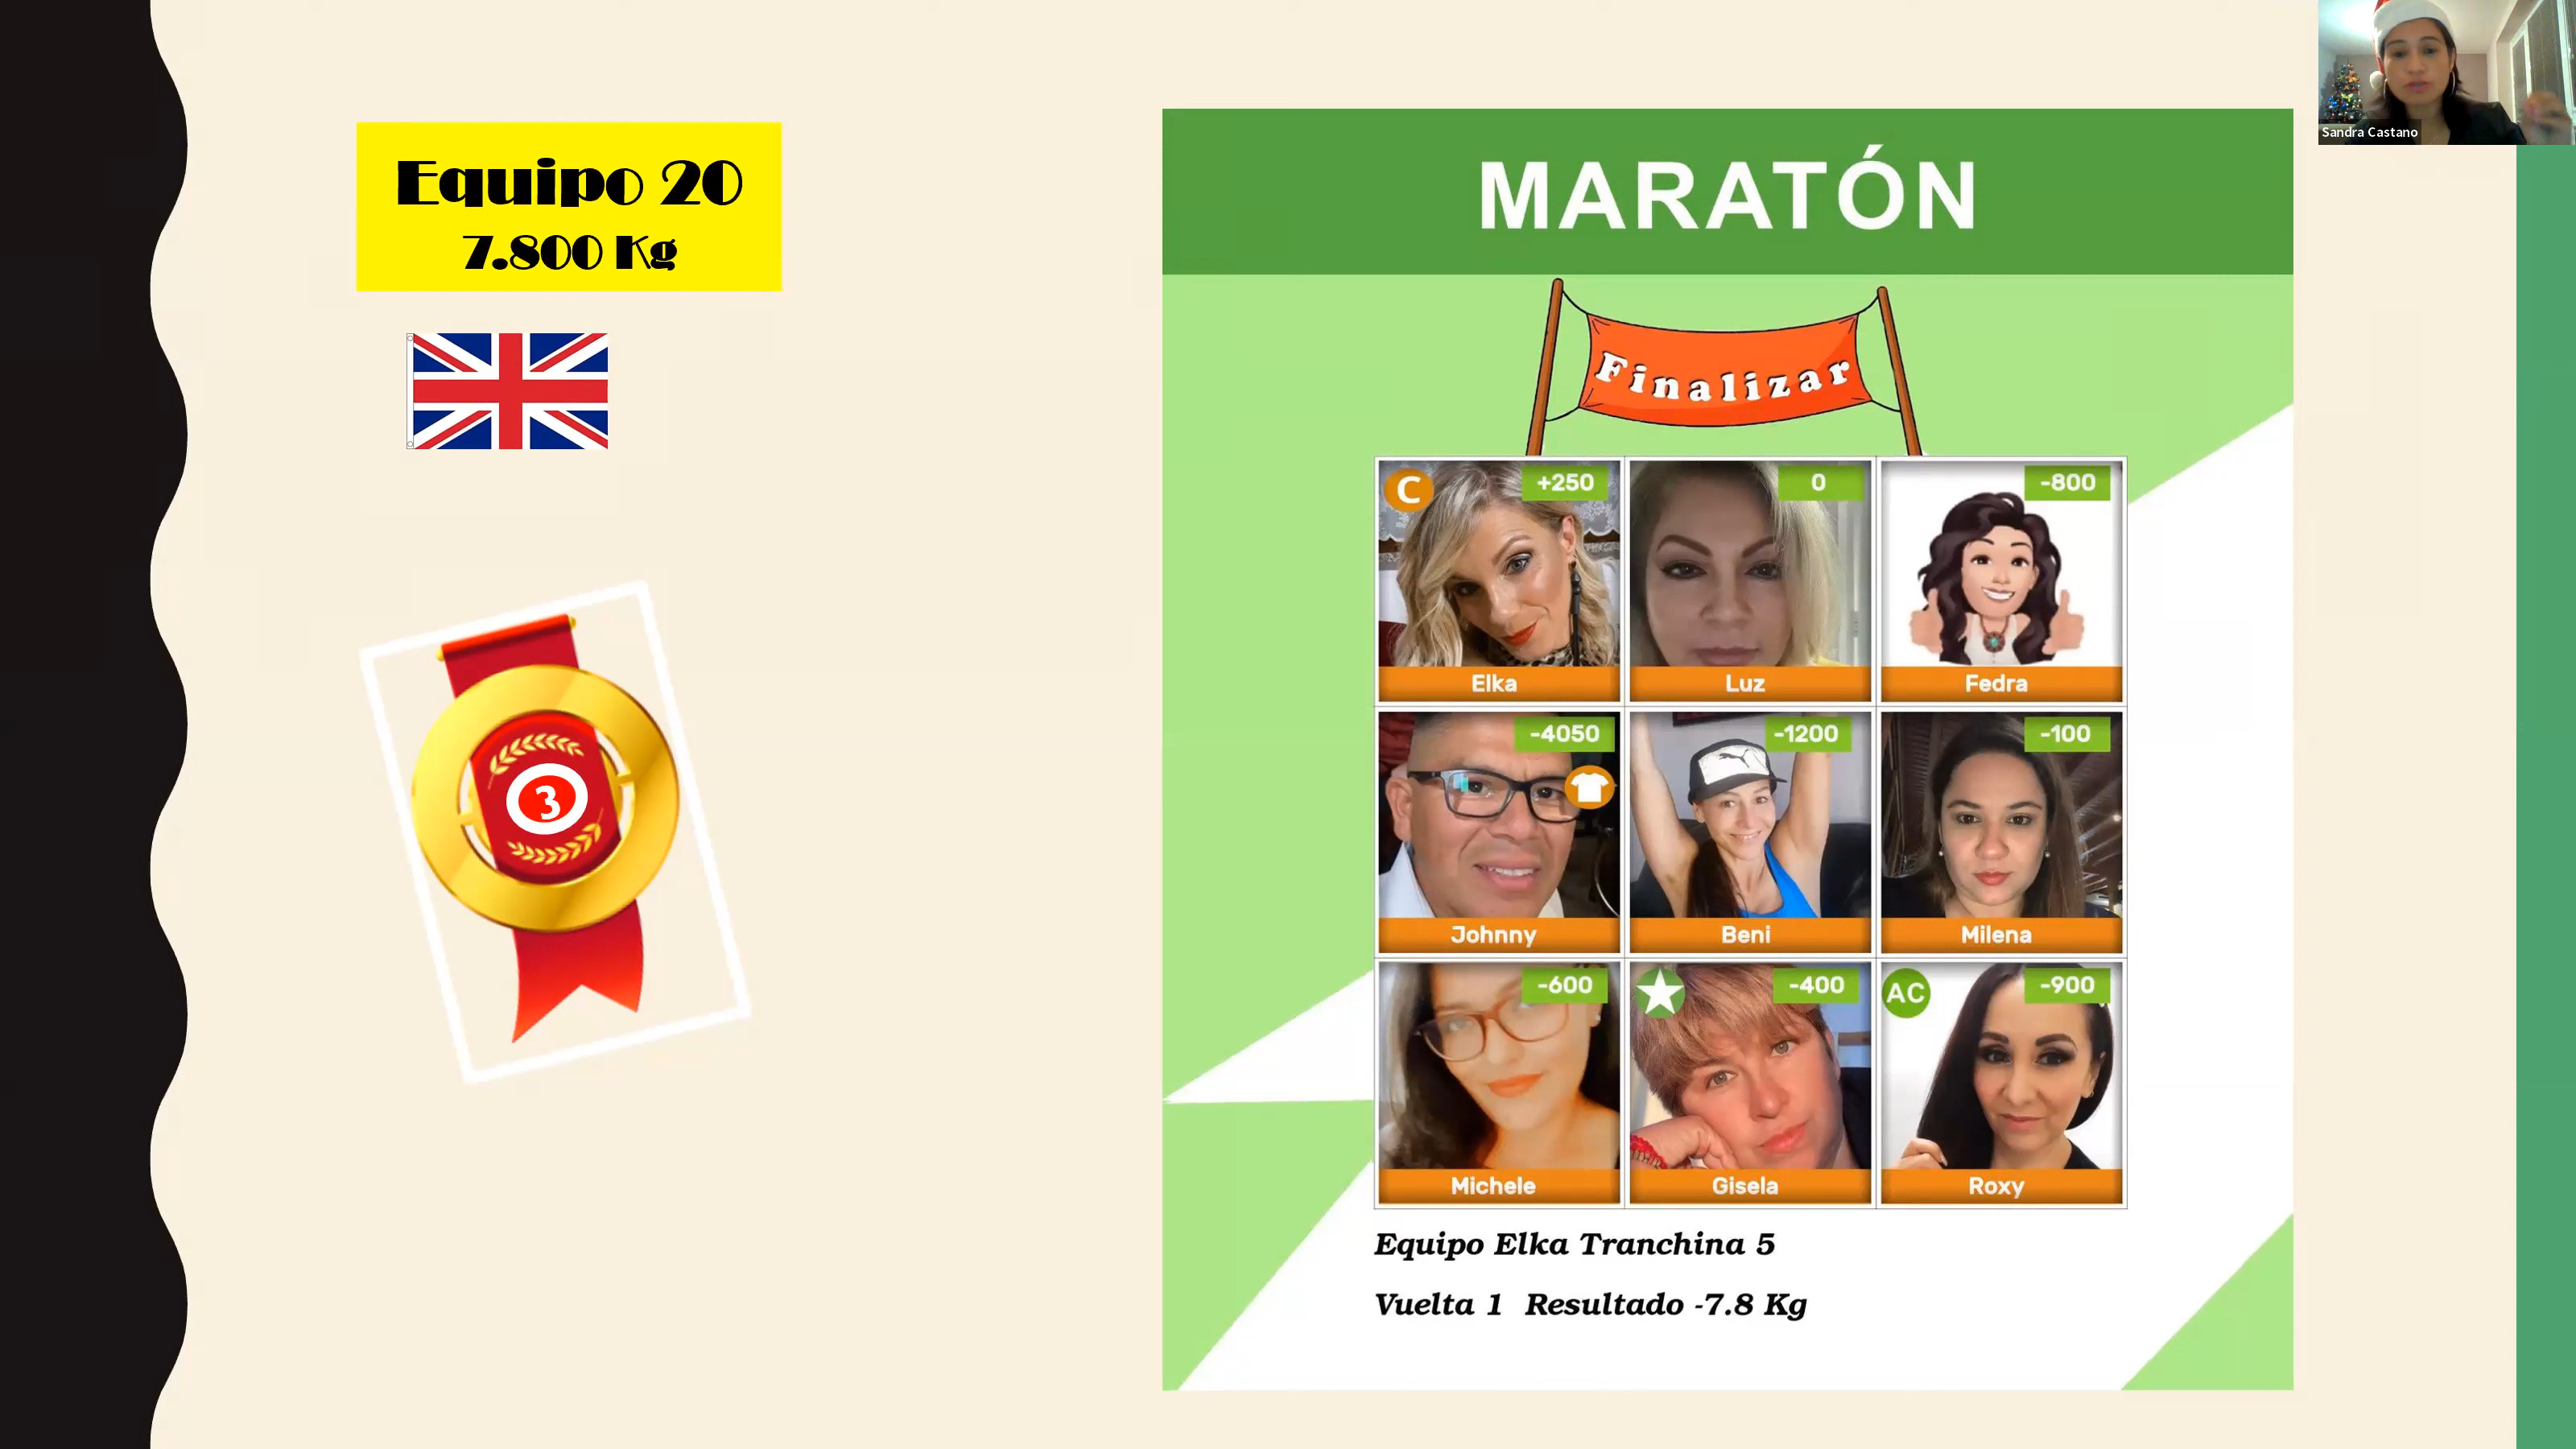 Equipo 20
7.800 Kg
3
MARATÓN
Finalizar
C
+250
Elka
0
Luz
-800
Fedra
-4050
Johnny
-1200
Beni
-100
Milena
-600
Michele
-400
Gisela
AC
-900
Roxy
Equipo Elka Tranchina 5
Vuelta 1 Resultado -7.8 Kg
Sandra Castano